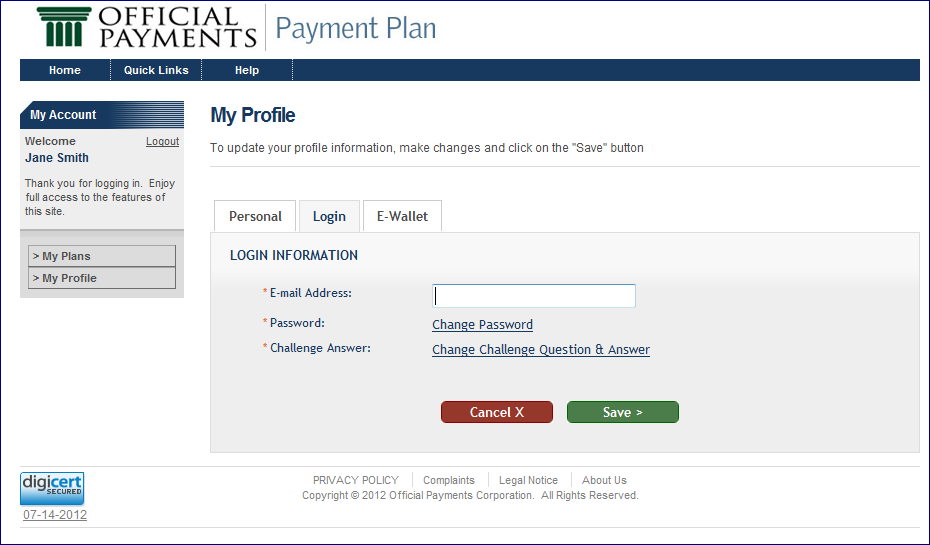 OFFICIAL
PAYMENTS
Payment Plan
Home Quick Links Help
My Account
Welcome Logout
Jane Smith
Thank you for logging in. Enjoy
full access to the features of
this site.
> My Plans
> My Profile
My Profile
To update your profile information, make changes and click on the "Save" button
Personal Login E-Wallet
LOGIN INFORMATION
* E-mail Address:
* Password: Change Password
* Challenge Answer: Change Challenge Question & Answer
Cancel X Save >
digicert
SECURED
07-14-2012
PRIVACY POLICY Complaints Legal Notice About Us
Copyright © 2012 Official Payments Corporation. All Rights Reserved.